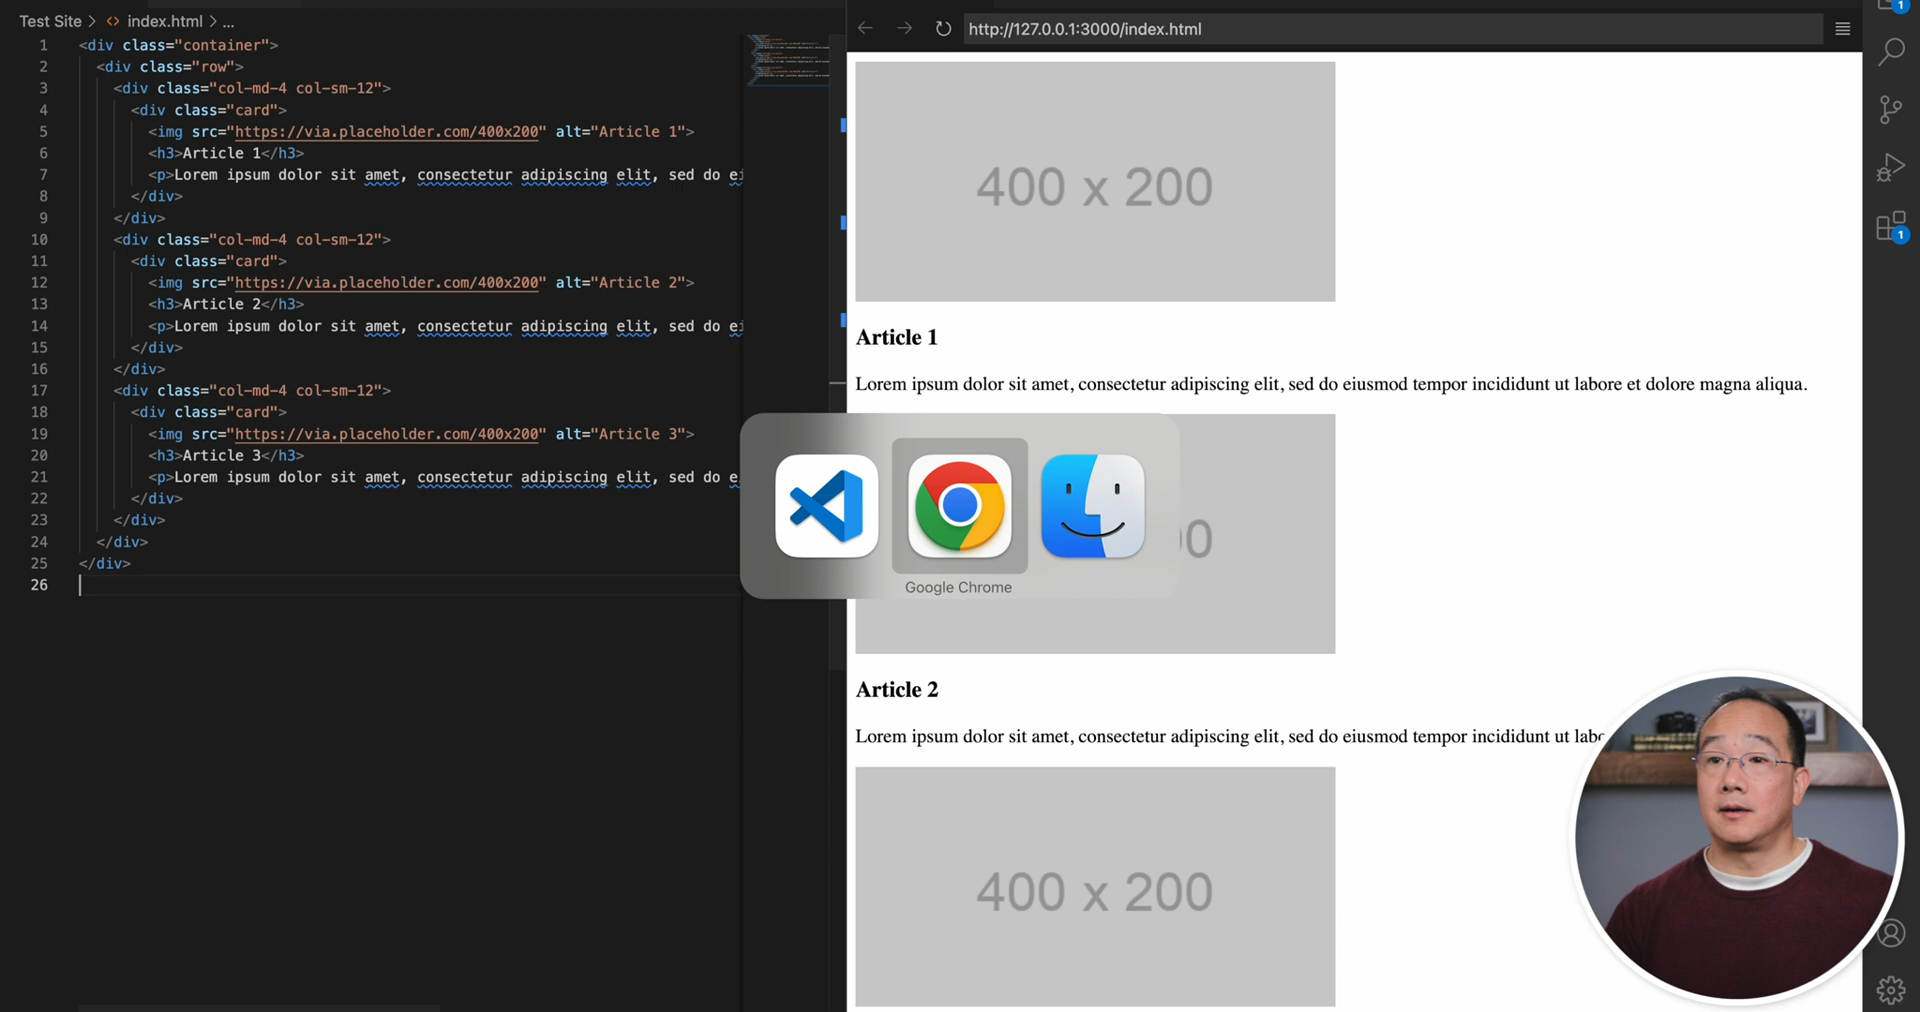 Test Site > <> index.html > ...
1 <div class="container">
2 <div class="row">
3 <div class="col-md-4 col-sm-12">
4 <div class="card">
5 <img src="https://via.placeholder.com/400x200" alt="Article 1">
6 <h3>Article 1</h3>
7 <p>Lorem ipsum dolor sit amet, consectetur adipiscing elit, sed do ei
8 </div>
9 </div>
10 <div class="col-md-4 col-sm-12">
11 <div class="card">
12 <img src="https://via.placeholder.com/400x200" alt="Article 2">
13 <h3>Article 2</h3>
14 <p>Lorem ipsum dolor sit amet, consectetur adipiscing elit, sed do ei
15 </div>
16 </div>
17 <div class="col-md-4 col-sm-12">
18 <div class="card">
19 <img src="https://via.placeholder.com/400x200" alt="Article 3">
20 <h3>Article 3</h3>
21 <p>Lorem ipsum dolor sit amet, consectetur adipiscing elit, sed do e
22 </div>
23 </div>
24 </div>
25 </div>
26
http://127.0.0.1:3000/index.html
400 x 200
Article 1
Lorem ipsum dolor sit amet, consectetur adipiscing elit, sed do eiusmod tempor incididunt ut labore et dolore magna aliqua.
0
Google Chrome
Article 2
Lorem ipsum dolor sit amet, consectetur adipiscing elit, sed do eiusmod tempor incididunt ut labo
400 x 200
1
1